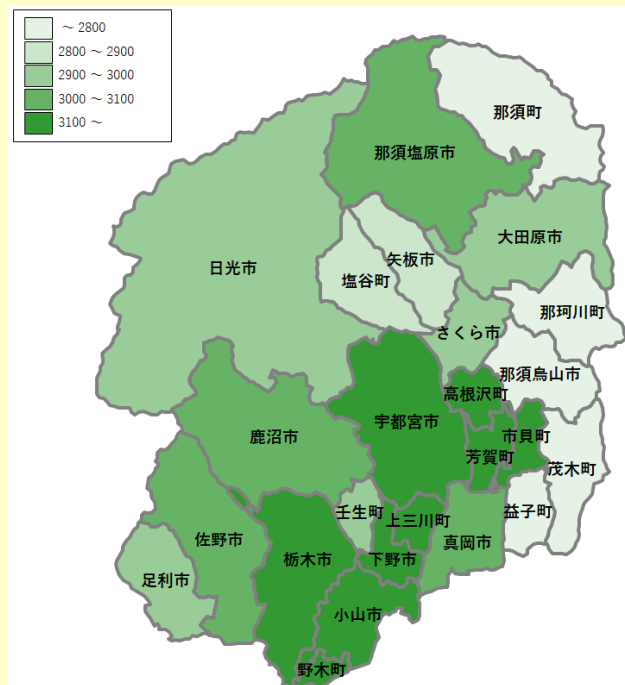 ～ 2800
2800 ～ 2900
2900 ～ 3000
3000 ～ 3100
3100 ～
那須町
那須塩原市
大田原市
矢板市
日光市
塩谷町
那珂川町
さくら市
那須烏山市
高根沢町
宇都宮市
市貝町
鹿沼市
芳賀町
茂木町
壬生町
益子町
上三川町
佐野市
真岡市
栃木市
下野市
足利市
小山市
野木町